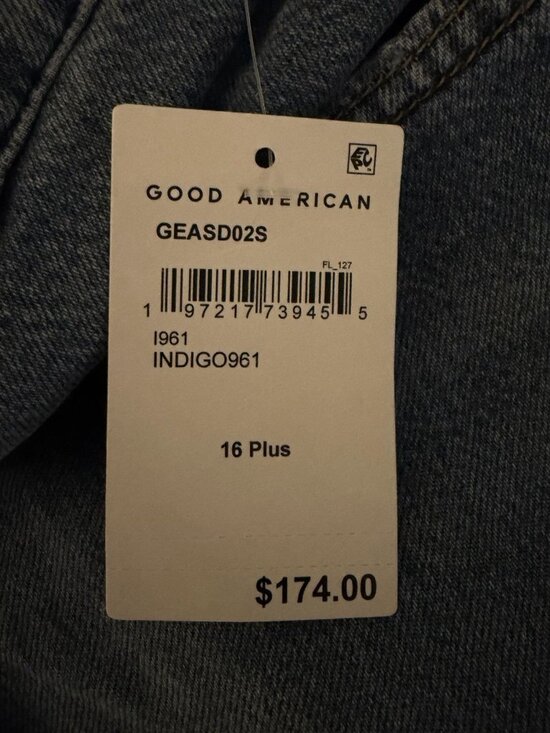 GOOD AMERICAN
GEASD02S
FL_127
1 97217 73945 5
I961
INDIGO961
16 Plus
$174.00